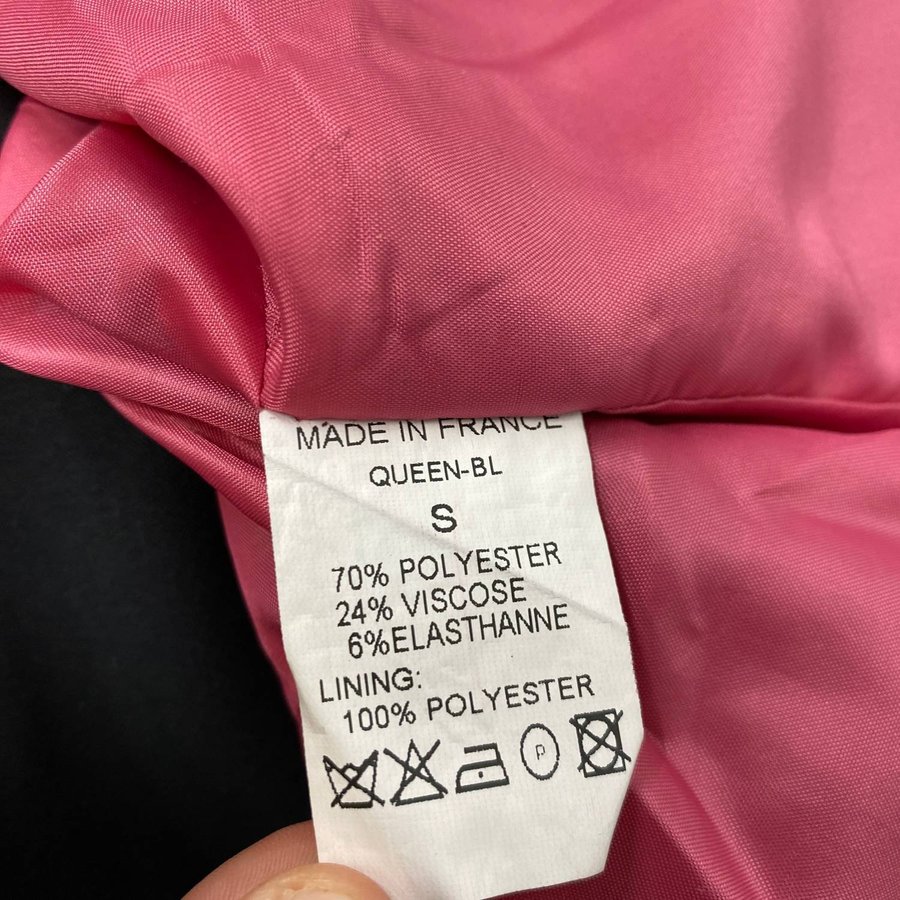 MADE IN FRANCE
QUEEN-BL
S
70% POLYESTER
24% VISCOSE
6%ELASTHANNE
LINING:
100% POLYESTER
P